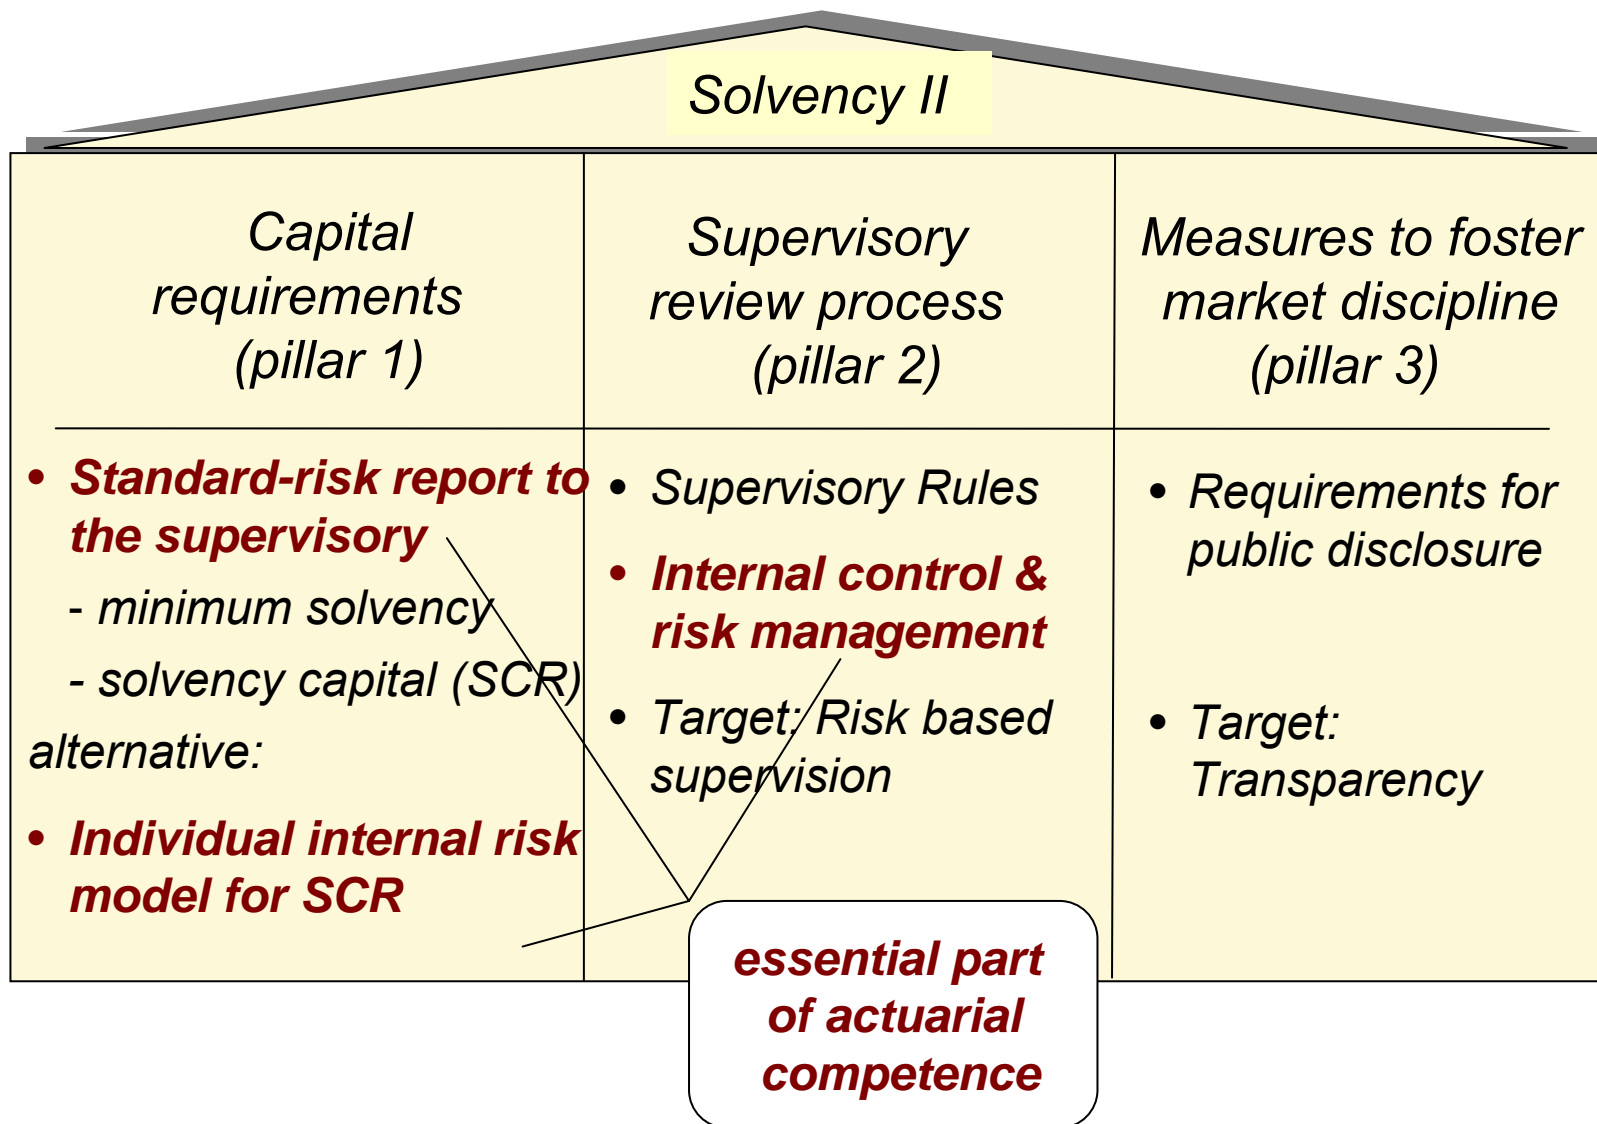 Solvency II
Capital
requirements
(pillar 1)
Supervisory
review process
(pillar 2)
Measures to foster
market discipline
(pillar 3)
• Standard-risk report to
the supervisory
- minimum solvency
- solvency capital (SCR)
alternative:
• Individual internal risk
model for SCR
• Supervisory Rules
• Internal control &
risk management
• Target: Risk based
supervision
• Requirements for
public disclosure
• Target:
Transparency
essential part
of actuarial
competence